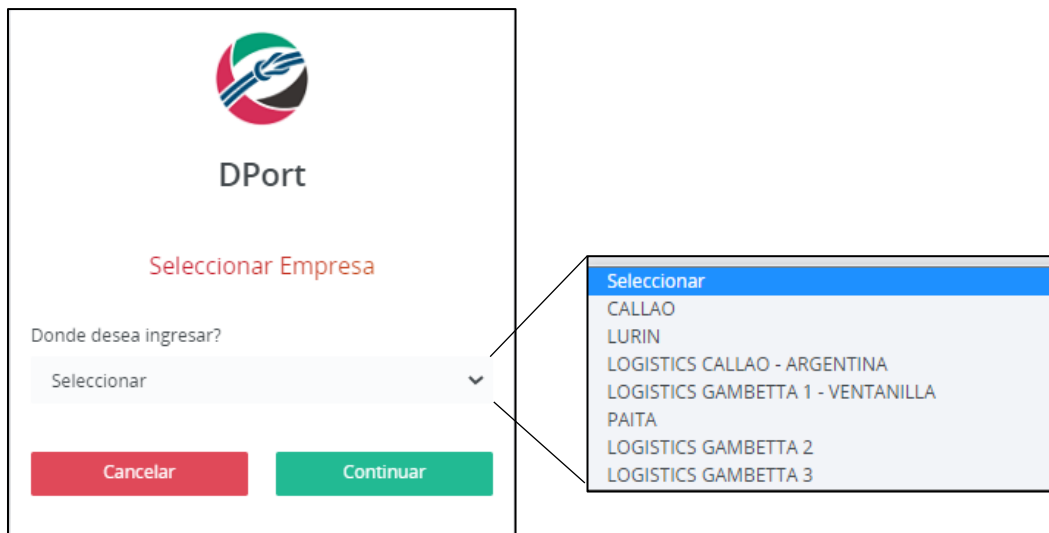 DPort
Seleccionar Empresa
Donde desea ingresar?
Seleccionar
Cancelar
Continuar
Seleccionar
CALLAO
LURIN
LOGISTICS CALLAO - ARGENTINA
LOGISTICS GAMBETTA 1 - VENTANILLA
PAITA
LOGISTICS GAMBETTA 2
LOGISTICS GAMBETTA 3